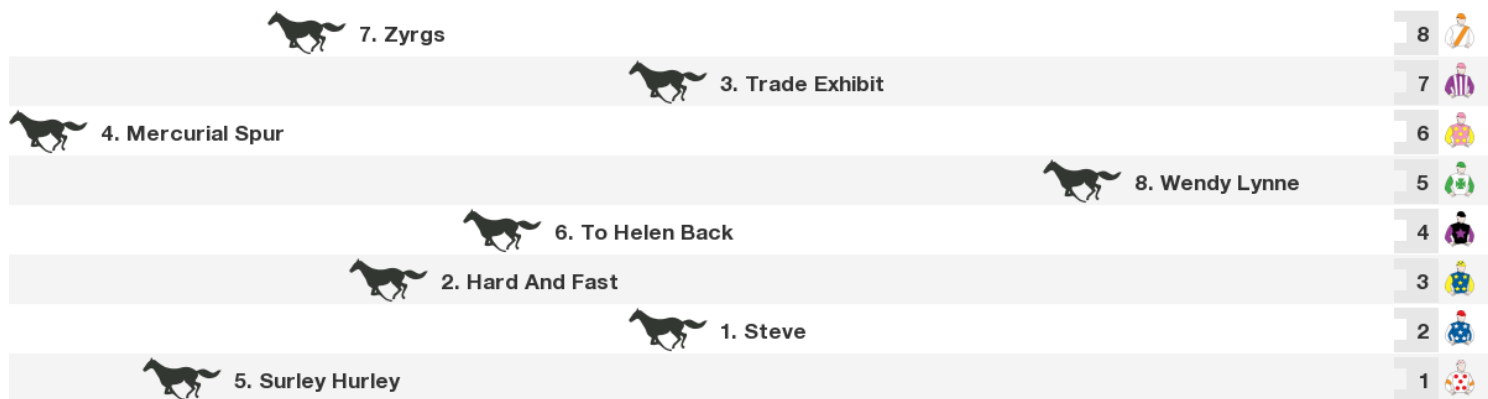 7. Zyrgs 8
3. Trade Exhibit 7
4. Mercurial Spur 6
8. Wendy Lynne 5
6. To Helen Back 4
2. Hard And Fast 3
1. Steve 2
5. Surley Hurley 1